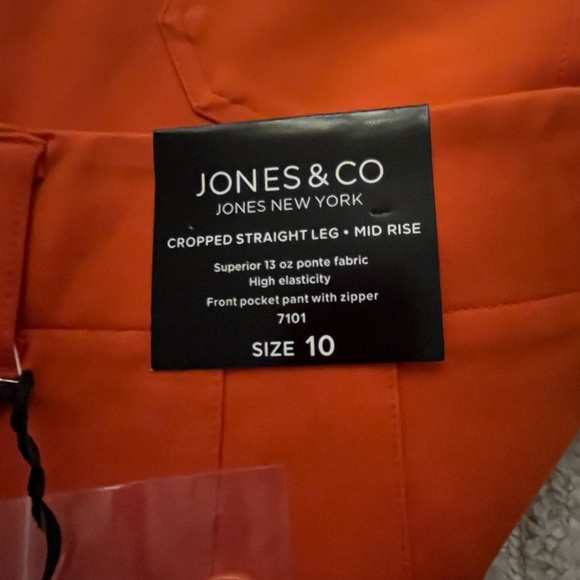 JONES & CO
JONES NEW YORK
CROPPED STRAIGHT LEG • MID RISE
Superior 13 oz ponte fabric
High elasticity
Front pocket pant with zipper
7101
SIZE 10